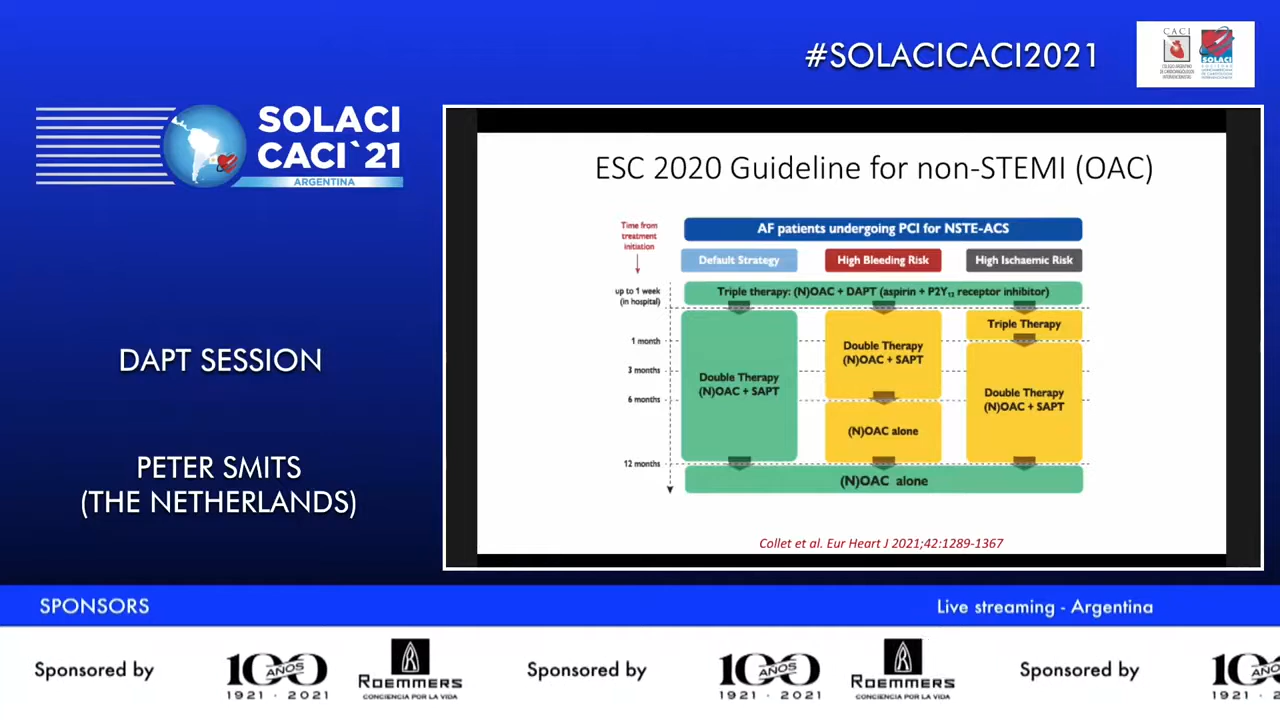 #SOLACICACI2021
CACI
SOLACI
SOLACI
CACI`21
ARGENTINA
DAPT SESSION
PETER SMITS
(THE NETHERLANDS)
ESC 2020 Guideline for non-STEMI (OAC)
Time from
treatment
initiation
AF patients undergoing PCI for NSTE-ACS
Default Strategy
High Bleeding Risk
High Ischaemic Risk
up to 1 week
(in hospital)
Triple therapy: (N)OAC + DAPT (aspirin + P2Y₁₂ receptor inhibitor)
Triple Therapy
1 month
Double Therapy
(N)OAC + SAPT
3 months
Double Therapy
(N)OAC + SAPT
Double Therapy
(N)OAC + SAPT
6 months
(N)OAC alone
12 months
(N)OAC alone
Collet et al. Eur Heart J 2021;42:1289-1367
SPONSORS
Live streaming - Argentina
Sponsored by
100
AÑOS
1921 · 2021
ROEMMERS
CONCIENCIA POR LA VIDA
Sponsored by
100
AÑOS
1921 · 2021
ROEMMERS
CONCIENCIA POR LA VIDA
Sponsored by